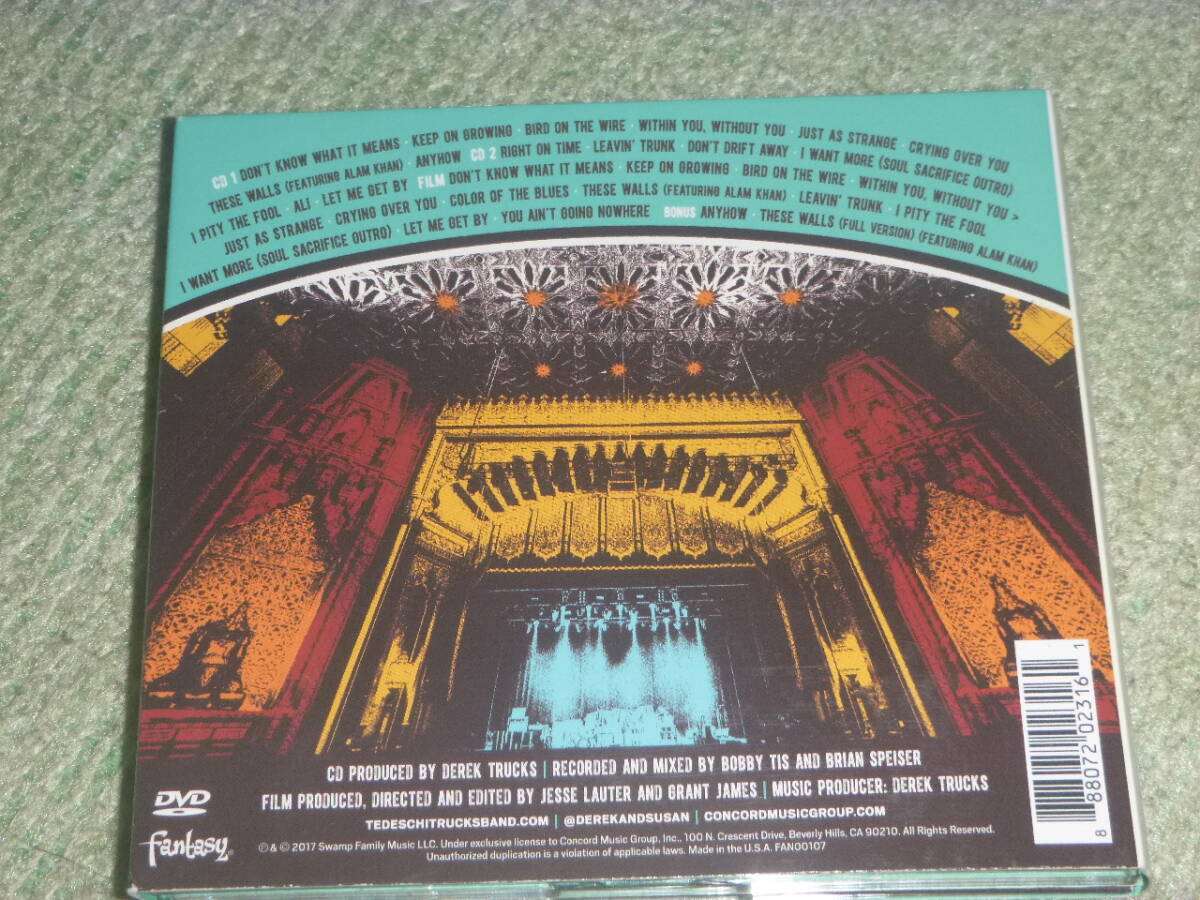 CD 1 DON'T KNOW WHAT IT MEANS · KEEP ON GROWING · BIRD ON THE WIRE · WITHIN YOU, WITHOUT YOU · JUST AS STRANGE · CRYING OVER YOU
THESE WALLS (FEATURING ALAM KHAN) · ANYHOW CD 2 RIGHT ON TIME · LEAVIN' TRUNK · DON'T DRIFT AWAY · I WANT MORE (SOUL SACRIFICE OUTRO)
I PITY THE FOOL · ALI · LET ME GET BY FILM DON'T KNOW WHAT IT MEANS · KEEP ON GROWING · BIRD ON THE WIRE · WITHIN YOU, WITHOUT YOU >
JUST AS STRANGE · CRYING OVER YOU · COLOR OF THE BLUES · THESE WALLS (FEATURING ALAM KHAN) · LEAVIN' TRUNK · I PITY THE FOOL
I WANT MORE (SOUL SACRIFICE OUTRO) · LET ME GET BY · YOU AIN'T GOING NOWHERE BONUS ANYHOW · THESE WALLS (FULL VERSION) (FEATURING ALAM KHAN)
CD PRODUCED BY DEREK TRUCKS | RECORDED AND MIXED BY BOBBY TIS AND BRIAN SPEISER
FILM PRODUCED, DIRECTED AND EDITED BY JESSE LAUTER AND GRANT JAMES | MUSIC PRODUCER: DEREK TRUCKS
TEDESCHITRUCKSBAND.COM | @DEREKANDSUSAN | CONCORDMUSICGROUP.COM
DVD
fantasy®
℗ & © 2017 Swamp Family Music LLC. Under exclusive license to Concord Music Group, Inc., 100 N. Crescent Drive, Beverly Hills, CA 90210. All Rights Reserved.
Unauthorized duplication is a violation of applicable laws. Made in the U.S.A. FAN00107
8 88072 02316 1